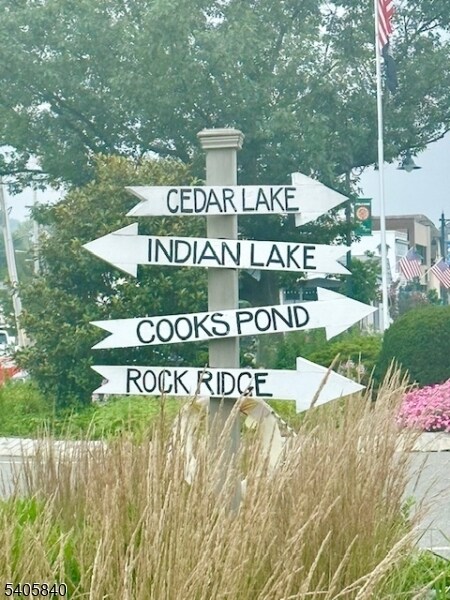 CEDAR LAKE
INDIAN LAKE
COOKS POND
ROCK RIDGE
5405840